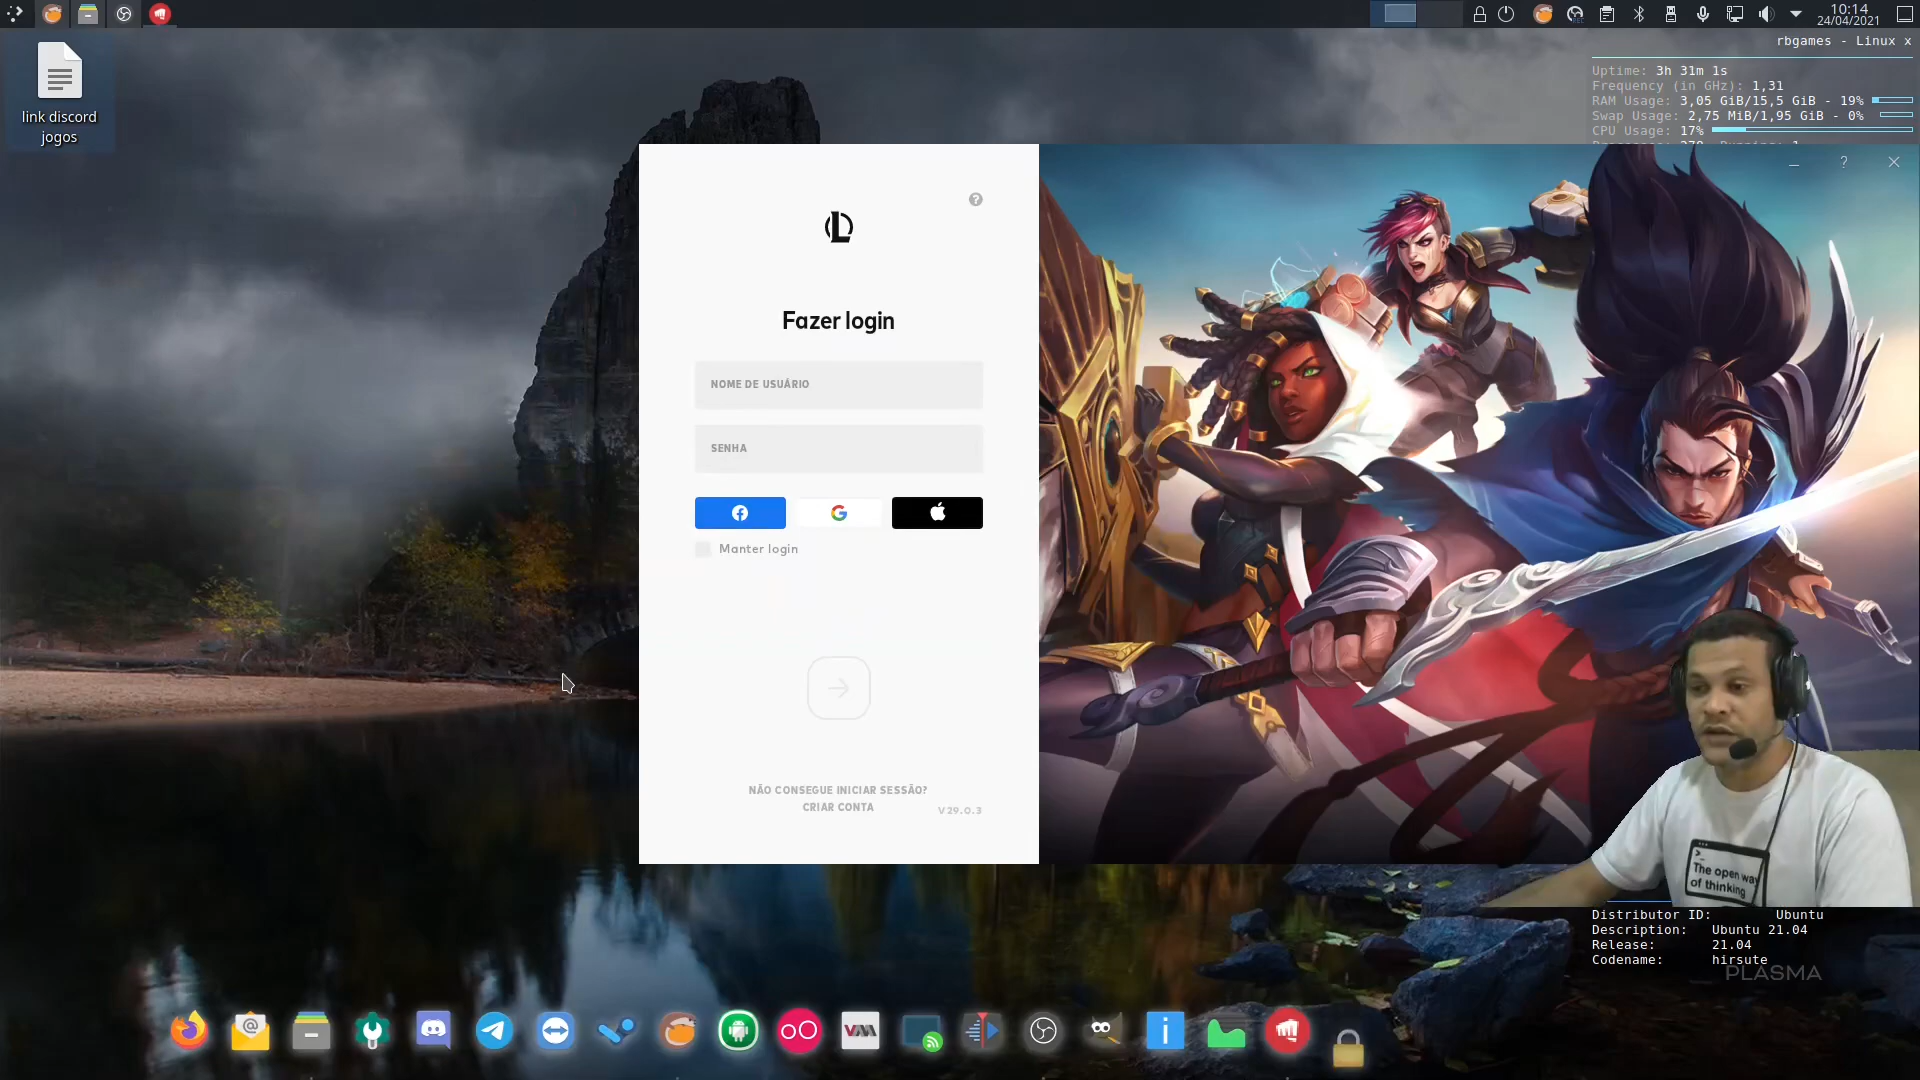 10:14
24/04/2021
link discord
jogos
rbgames - Linux x
Uptime: 3h 31m 1s
Frequency (in GHz): 1,31
RAM Usage: 3,05 GiB/15,5 GiB - 19%
Swap Usage: 2,75 MiB/1,95 GiB - 0%
CPU Usage: 17%
?
Fazer login
NOME DE USUÁRIO
SENHA
Manter login
NÃO CONSEGUE INICIAR SESSÃO?
CRIAR CONTA
V29.0.3
>_
The open way
of thinking
Distributor ID: Ubuntu
Description: Ubuntu 21.04
Release: 21.04
Codename: hirsute
PLASMA